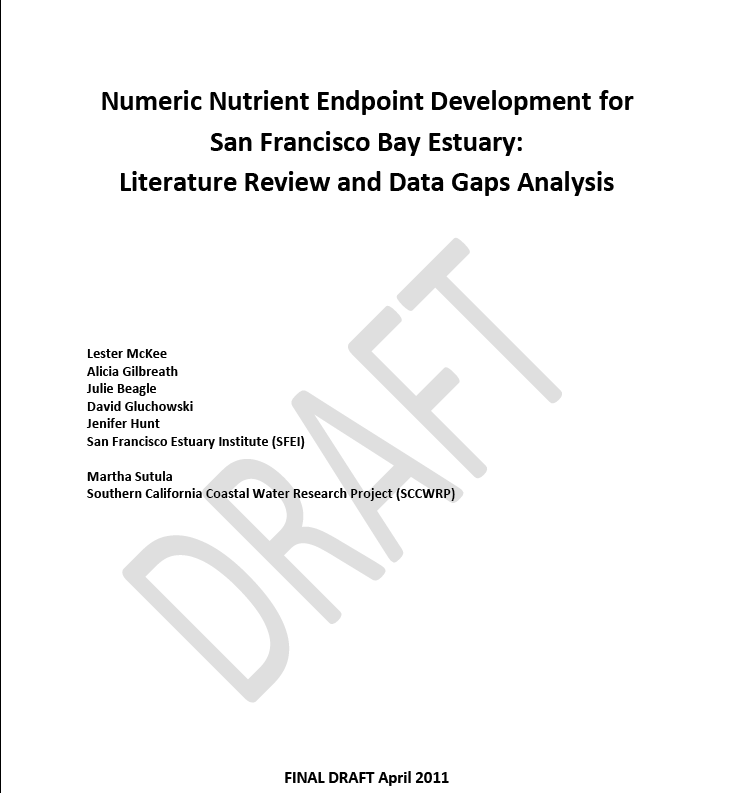 Numeric Nutrient Endpoint Development for
San Francisco Bay Estuary:
Literature Review and Data Gaps Analysis
Lester McKee
Alicia Gilbreath
Julie Beagle
David Gluchowski
Jenifer Hunt
San Francisco Estuary Institute (SFEI)
Martha Sutula
Southern California Coastal Water Research Project (SCCWRP)
DRAFT
FINAL DRAFT April 2011